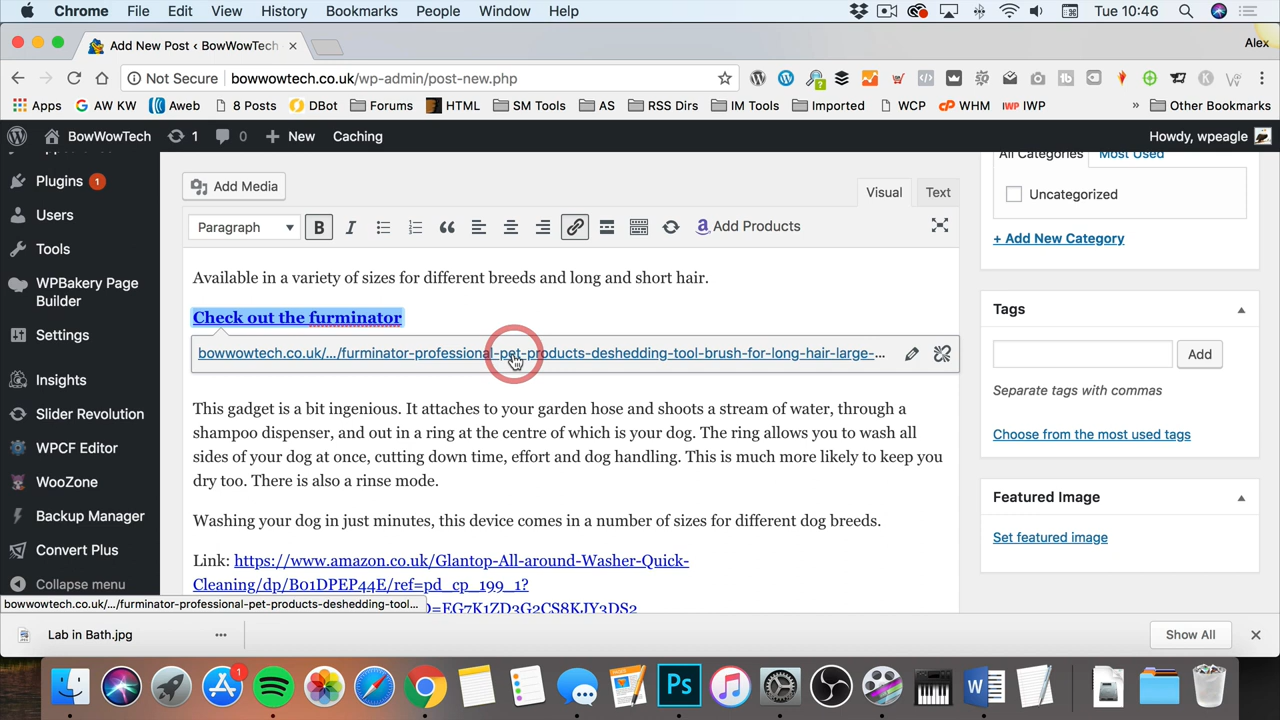 Chrome File Edit View History Bookmarks People Window Help Tue 10:46
Add New Post ‹ BowWowTech Alex
Not Secure bowwowtech.co.uk/wp-admin/post-new.php
Apps AW KW Aweb 8 Posts DBot Forums HTML SM Tools AS RSS Dirs IM Tools Imported WCP WHM IWP » Other Bookmarks
BowWowTech 1 0 New Caching Howdy, wpeagle
Plugins 1
Users
Tools
WPBakery Page
Builder
Settings
Insights
Slider Revolution
WPCF Editor
WooZone
Backup Manager
Convert Plus
Collapse menu
Add Media
Visual Text
Paragraph B I Add Products
Available in a variety of sizes for different breeds and long and short hair.
Check out the furminator
bowwowtech.co.uk/.../furminator-professional-pet-products-deshedding-tool-brush-for-long-hair-large-...
This gadget is a bit ingenious. It attaches to your garden hose and shoots a stream of water, through a
shampoo dispenser, and out in a ring at the centre of which is your dog. The ring allows you to wash all
sides of your dog at once, cutting down time, effort and dog handling. This is much more likely to keep you
dry too. There is also a rinse mode.
Washing your dog in just minutes, this device comes in a number of sizes for different dog breeds.
Link: https://www.amazon.co.uk/Glantop-All-around-Washer-Quick-
Cleaning/dp/B01DPEP44E/ref=pd_cp_199_1?
D=EG7K1ZD3G2CS8KJY3DS2
All Categories Most Used
Uncategorized
+ Add New Category
Tags
Add
Separate tags with commas
Choose from the most used tags
Featured Image
Set featured image
bowwowtech.co.uk/.../furminator-professional-pet-products-deshedding-tool...
Lab in Bath.jpg
Show All
1
Ps